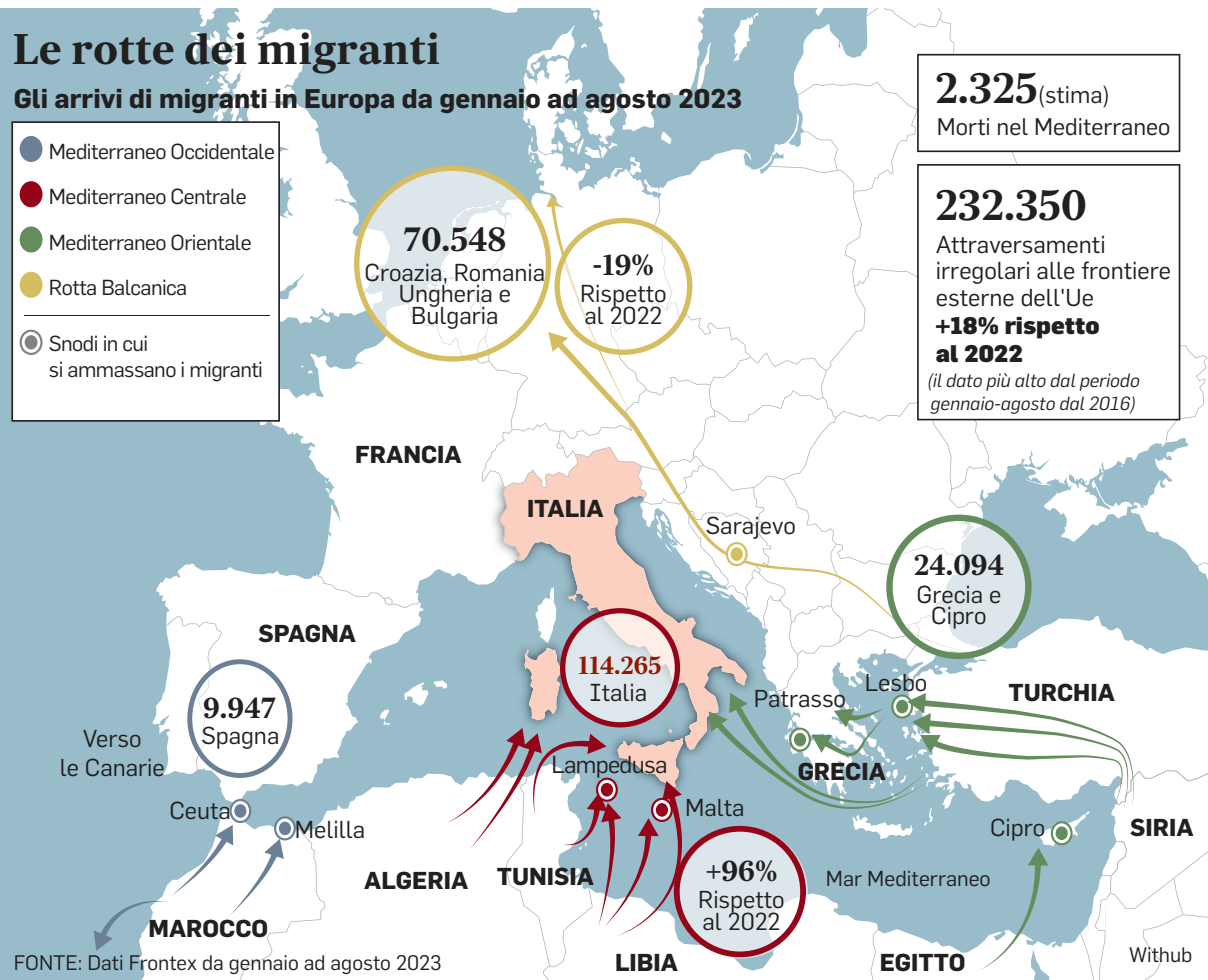 Le rotte dei migranti
Gli arrivi di migranti in Europa da gennaio ad agosto 2023
Mediterraneo Occidentale
Mediterraneo Centrale
Mediterraneo Orientale
Rotta Balcanica
Snodi in cui
si ammassano i migranti
2.325 (stima)
Morti nel Mediterraneo
232.350
Attraversamenti
irregolari alle frontiere
esterne dell'Ue
+18% rispetto
al 2022
(il dato più alto dal periodo
gennaio-agosto dal 2016)
70.548
Croazia, Romania
Ungheria e
Bulgaria
-19%
Rispetto
al 2022
FRANCIA
ITALIA
Sarajevo
24.094
Grecia e
Cipro
SPAGNA
114.265
Italia
9.947
Spagna
Patrasso
Lesbo
TURCHIA
Verso
le Canarie
GRECIA
Lampedusa
Ceuta
Melilla
Malta
Cipro
SIRIA
ALGERIA
TUNISIA
+96%
Rispetto
al 2022
Mar Mediterraneo
MAROCCO
LIBIA
EGITTO
FONTE: Dati Frontex da gennaio ad agosto 2023
Withub